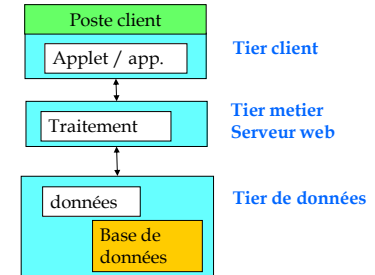 Poste client
Applet / app.
Tier client
Traitement
Tier metier
Serveur web
données
Tier de données
Base de
données